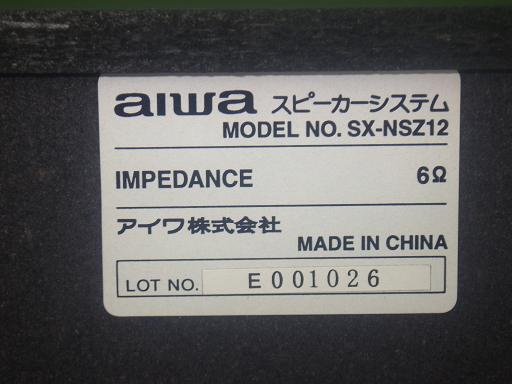 aiwa スピーカーシステム
MODEL NO. SX-NSZ12
IMPEDANCE 6Ω
アイワ株式会社
MADE IN CHINA
LOT NO. E001026